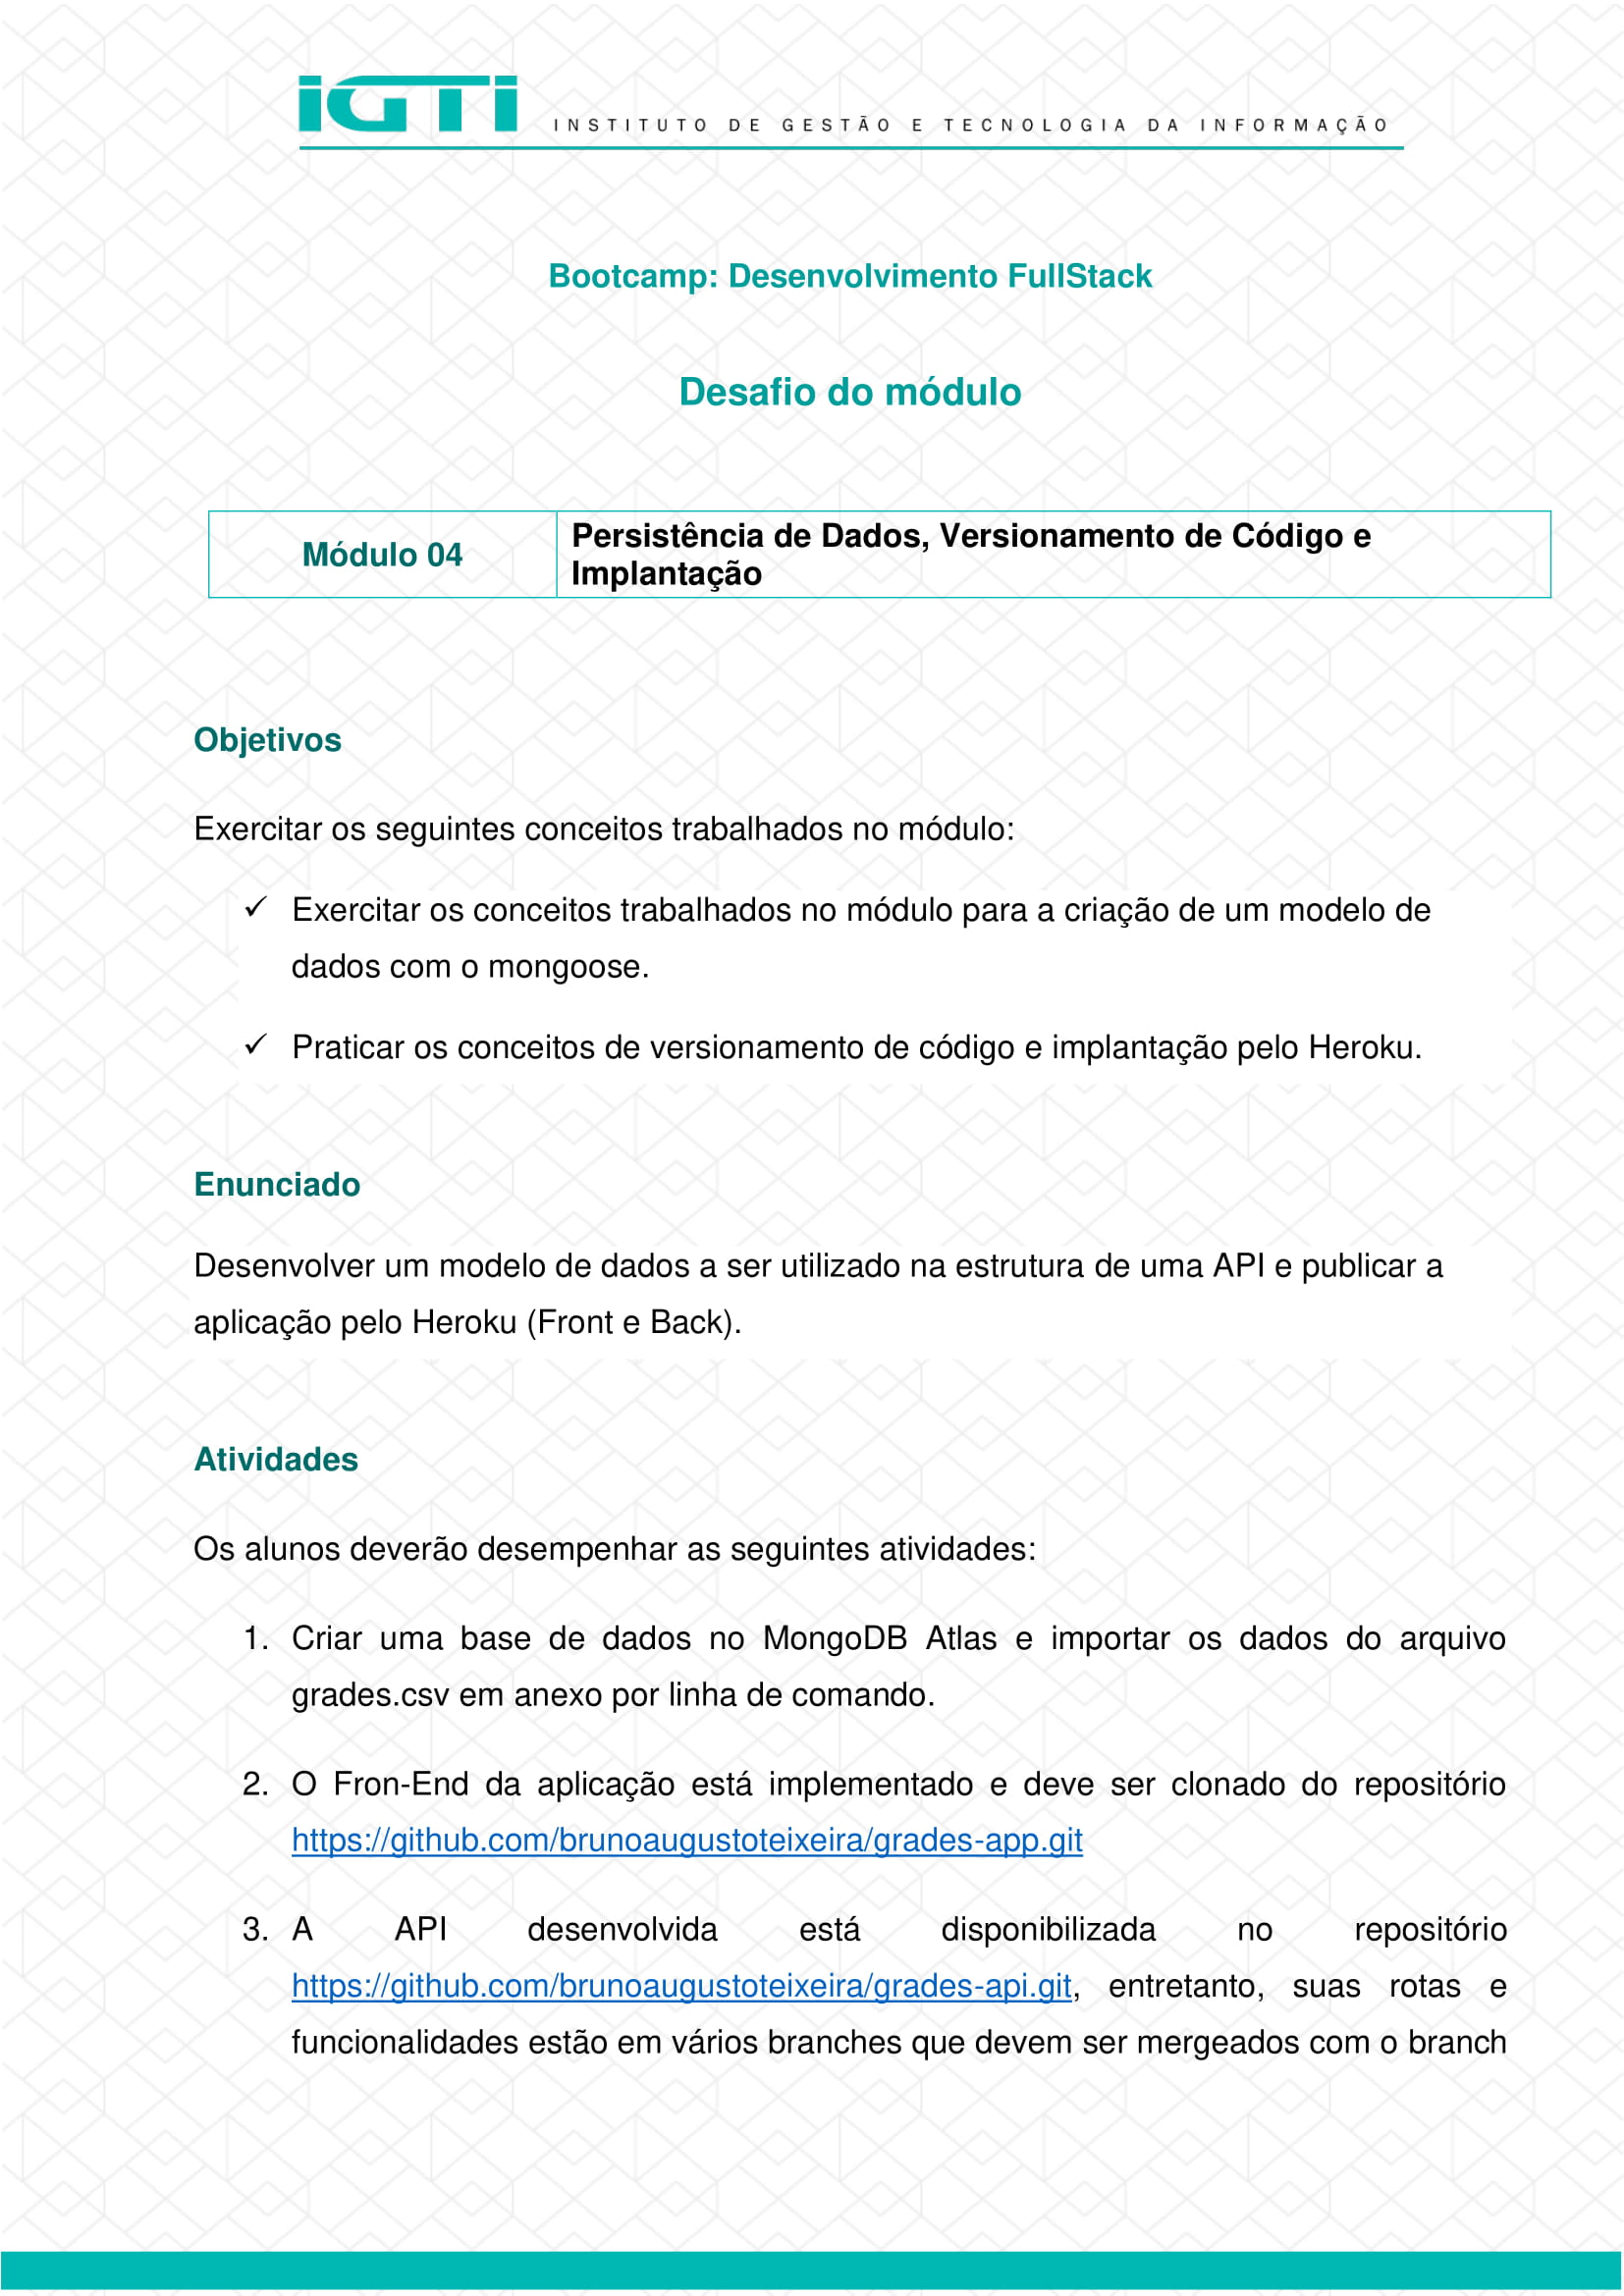 iGTi INSTITUTO DE GESTÃO E TECNOLOGIA DA INFORMAÇÃO
Bootcamp: Desenvolvimento FullStack
Desafio do módulo
Módulo 04
Persistência de Dados, Versionamento de Código e
Implantação
Objetivos
Exercitar os seguintes conceitos trabalhados no módulo:
✓ Exercitar os conceitos trabalhados no módulo para a criação de um modelo de
dados com o mongoose.
✓ Praticar os conceitos de versionamento de código e implantação pelo Heroku.
Enunciado
Desenvolver um modelo de dados a ser utilizado na estrutura de uma API e publicar a
aplicação pelo Heroku (Front e Back).
Atividades
Os alunos deverão desempenhar as seguintes atividades:
1. Criar uma base de dados no MongoDB Atlas e importar os dados do arquivo
grades.csv em anexo por linha de comando.
2. O Fron-End da aplicação está implementado e deve ser clonado do repositório
https://github.com/brunoaugustoteixeira/grades-app.git
3. A API desenvolvida está disponibilizada no repositório
https://github.com/brunoaugustoteixeira/grades-api.git, entretanto, suas rotas e
funcionalidades estão em vários branches que devem ser mergeados com o branch